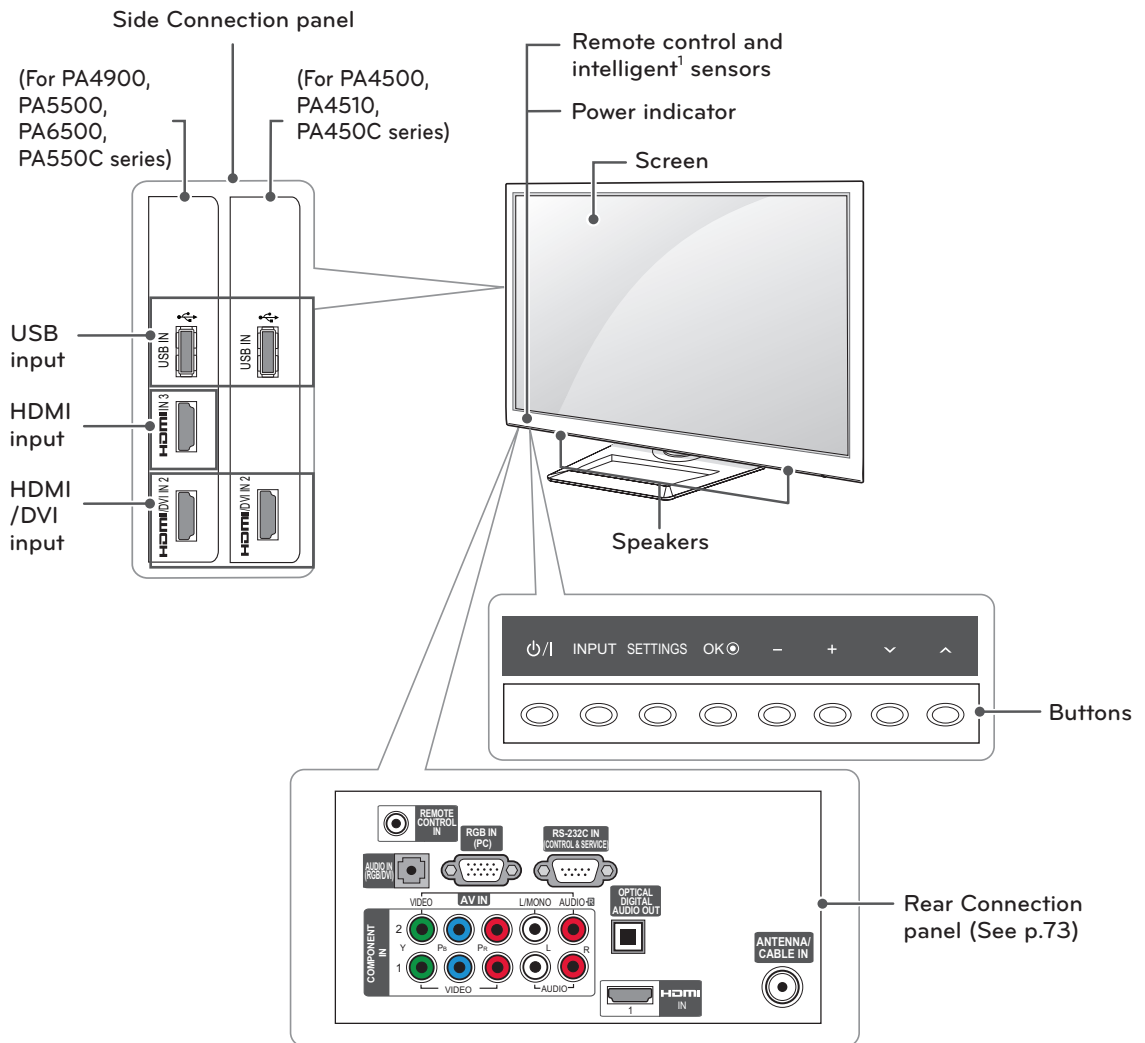 Side Connection panel
(For PA4900,
PA5500,
PA6500,
PA550C series)
(For PA4500,
PA4510,
PA450C series)
Remote control and
intelligent¹ sensors
Power indicator
Screen
USB
input
USB IN
USB IN
HDMI
input
HDMI IN 3
HDMI
/DVI
input
HDMI/DVI IN 2
HDMI/DVI IN 2
Speakers
⏻/I INPUT SETTINGS OK◉ − + ⌵ ⌃
Buttons
REMOTE
CONTROL
IN
RGB IN
(PC)
RS-232C IN
(CONTROL & SERVICE)
AUDIO IN
(RGB/DVI)
VIDEO AV IN L/MONO AUDIO R
COMPONENT
IN
2
Y PB PR L R
1
VIDEO AUDIO
OPTICAL
DIGITAL
AUDIO OUT
ANTENNA/
CABLE IN
HDMI
IN
1
Rear Connection
panel (See p.73)